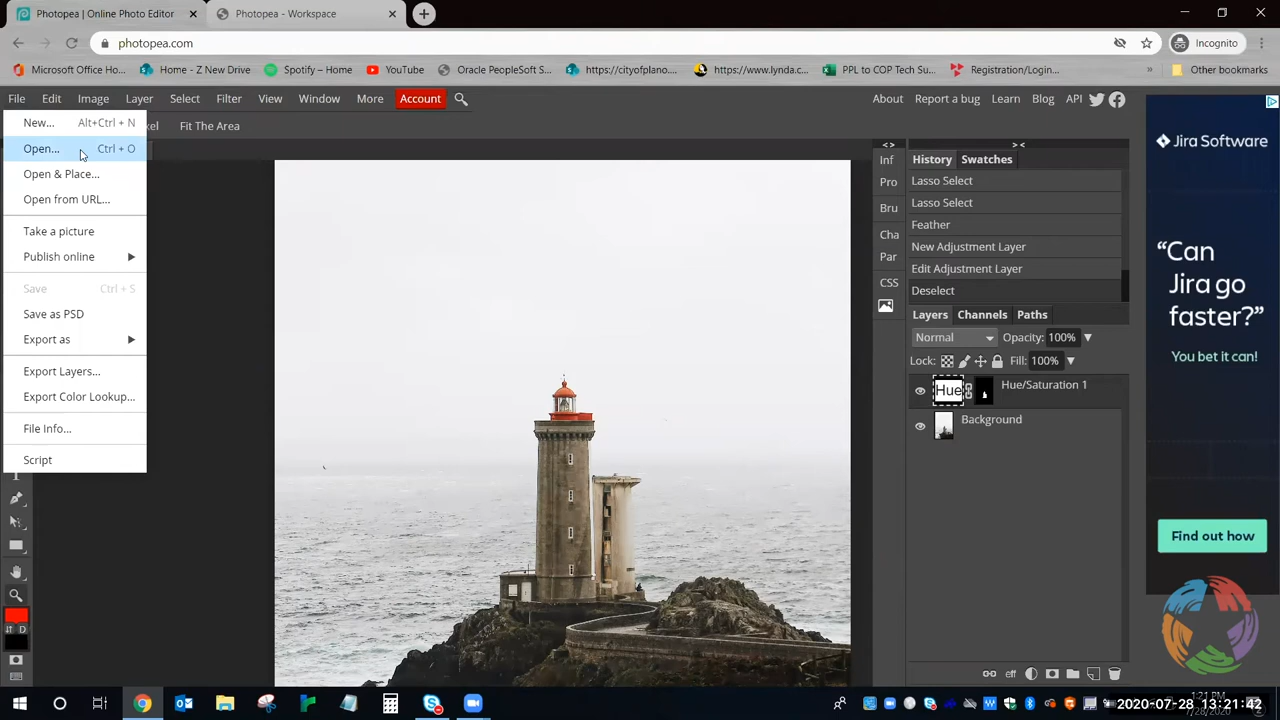 Photopea | Online Photo Editor
Photopea - Workspace
photopea.com
Incognito
Microsoft Office Ho...
Home - Z New Drive
Spotify – Home
YouTube
Oracle PeopleSoft S...
https://cityofplano....
https://www.lynda....
PPL to COP Tech Su...
Registration/Login...
Other bookmarks
File Edit Image Layer Select Filter View Window More Account
About Report a bug Learn Blog API
New... Alt+Ctrl + N
Open... Ctrl + O
Open & Place...
Open from URL...
Take a picture
Publish online
Save Ctrl + S
Save as PSD
Export as
Export Layers...
Export Color Lookup...
File Info...
Script
Fit The Area
Inf
Pro
Bru
Cha
Par
CSS
History Swatches
Lasso Select
Lasso Select
Feather
New Adjustment Layer
Edit Adjustment Layer
Deselect
Layers Channels Paths
Normal Opacity: 100%
Lock: Fill: 100%
Hue Hue/Saturation 1
Background
eff
D
Jira Software
“Can
Jira go
faster?”
You bet it can!
Find out how
1:21 PM
2020-07-28 13:21:42